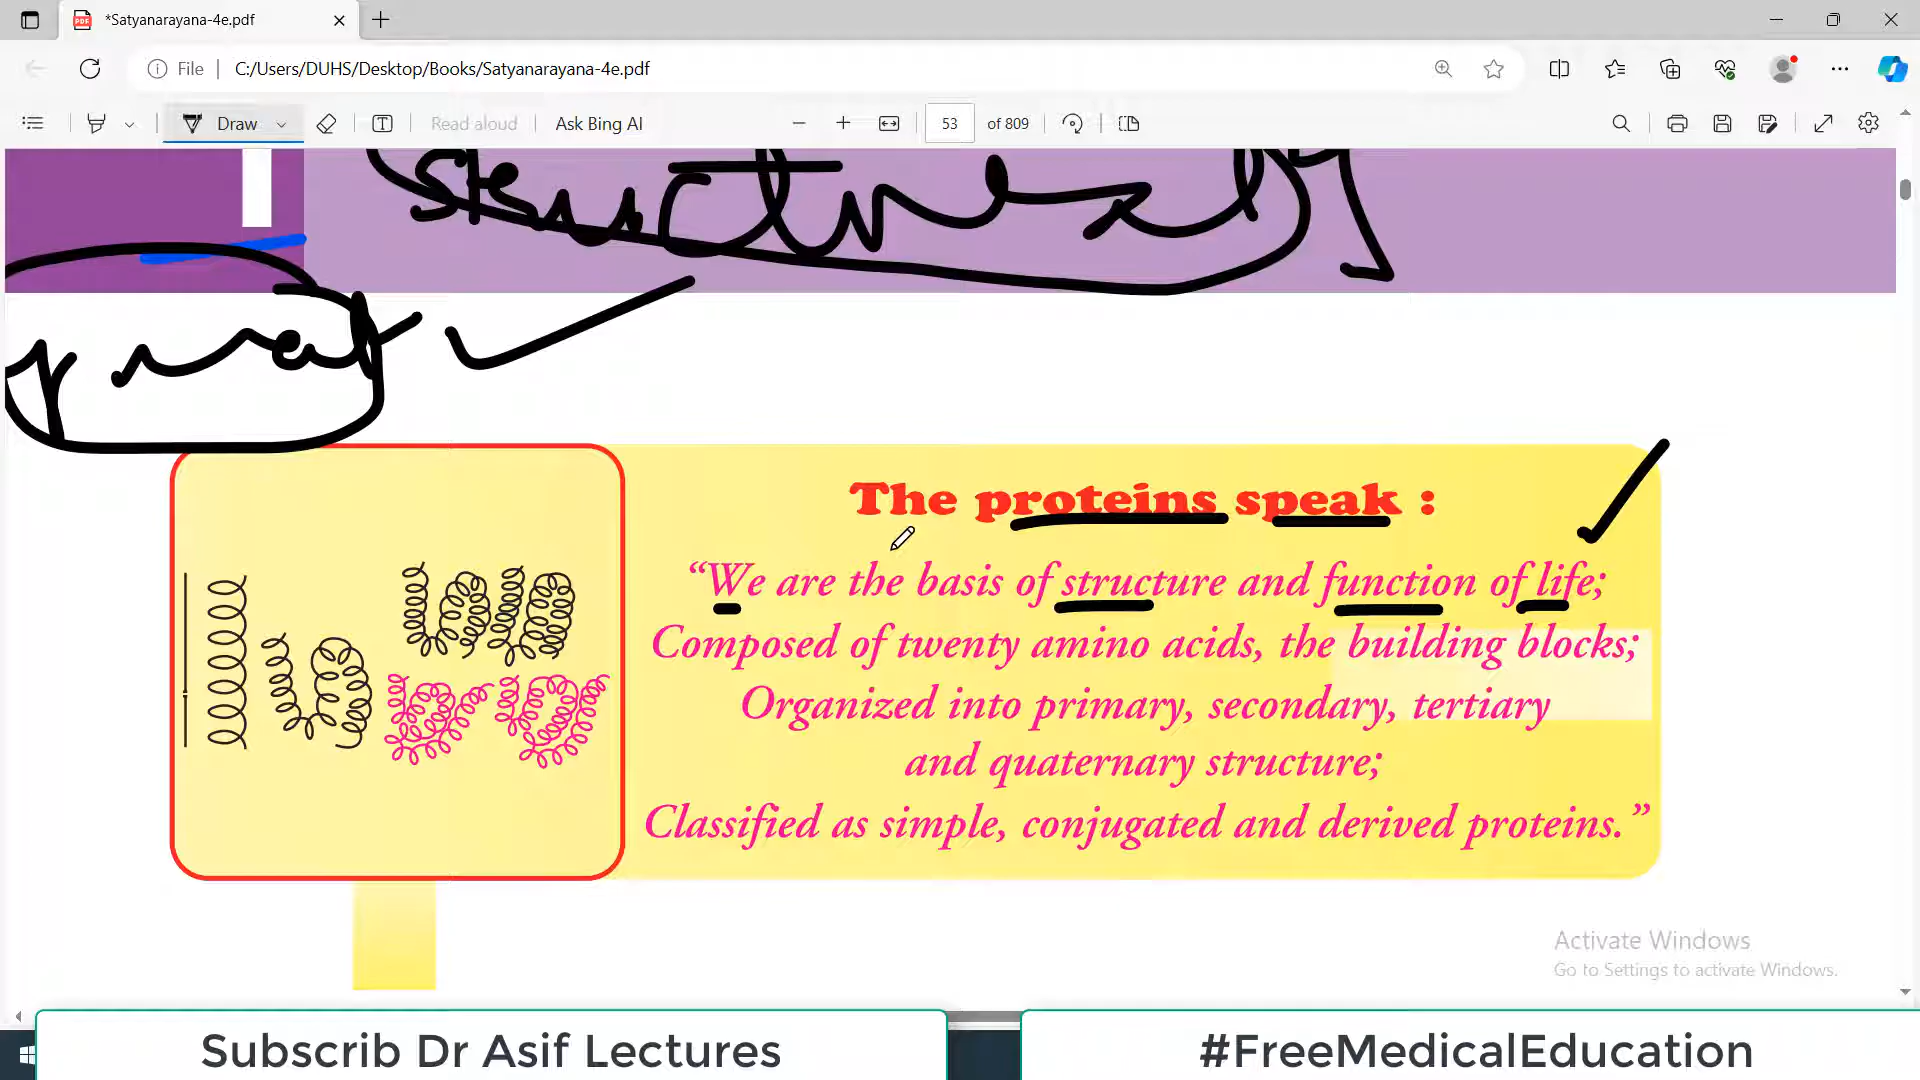 *Satyanarayana-4e.pdf
File
C:/Users/DUHS/Desktop/Books/Satyanarayana-4e.pdf
Draw
Read aloud
Ask Bing AI
53
of 809
The proteins speak :
“We are the basis of structure and function of life;
Composed of twenty amino acids, the building blocks;
Organized into primary, secondary, tertiary
and quaternary structure;
Classified as simple, conjugated and derived proteins.”
Activate Windows
Go to Settings to activate Windows.
Subscrib Dr Asif Lectures
#FreeMedicalEducation